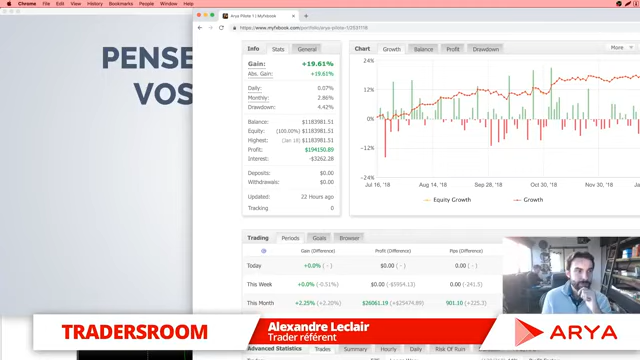 Chrome File Edit View History Bookmarks People Window Help
PENSE
VOS
Arya Pilote 1 | Myfxbook
https://www.myfxbook.com/portfolio/arya-pilote-1/2531118
Info Stats General
Gain: +19.61%
Abs. Gain: +19.61%
Daily: 0.07%
Monthly: 2.86%
Drawdown: 4.42%
Balance: $1183981.51
Equity: (100.00%) $1183981.51
Highest: (Jan 18) $1183981.51
Profit: $194150.89
Interest: -$3262.28
Deposits: $0.00
Withdrawals: $0.00
Updated: 22 hours ago
Tracking 0
Chart Growth Balance Profit Drawdown More
24%
12%
0%
-12%
-24%
Jul 16, '18 Aug 14, '18 Sep 28, '18 Oct 30, '18 Nov 30, '18
Equity Growth Growth
Trading Periods Goals Browser
Gain (Difference) Profit (Difference) Pips (Difference)
Today +0.0% ( - ) $0.00 ( - ) 0.00 ( - )
This Week +0.0% (-0.51%) $0.00 (-$5954.13) 0.00 (-241.5)
This Month +2.25% (+2.20%) $26061.19 (+$25474.89) 901.10 (+225.3)
TRADERSROOM
Alexandre Leclair
Trader référent
ARYA
Advanced Statistics Trades Summary Hourly Daily Risk Of Ruin